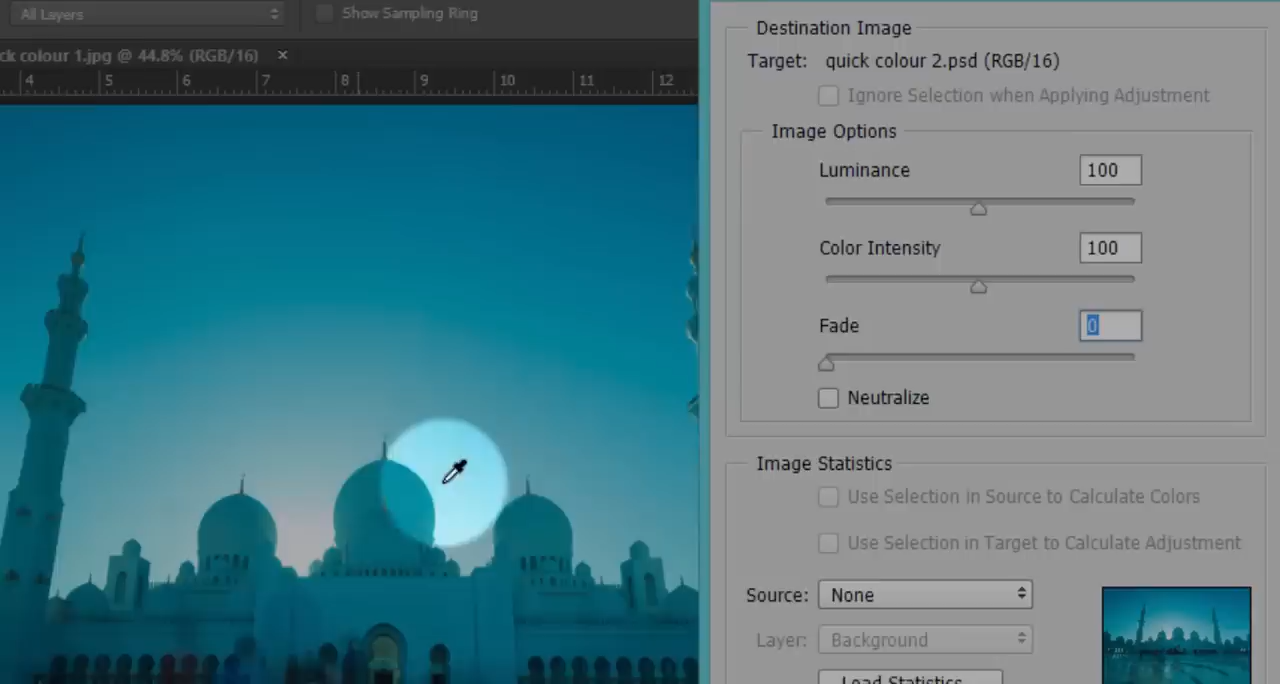 All Layers
Show Sampling Ring
ck colour 1.jpg @ 44.8% (RGB/16) ×
4 5 6 7 8 9 10 11 12
Destination Image
Target: quick colour 2.psd (RGB/16)
Ignore Selection when Applying Adjustment
Image Options
Luminance 100
Color Intensity 100
Fade 0
Neutralize
Image Statistics
Use Selection in Source to Calculate Colors
Use Selection in Target to Calculate Adjustment
Source: None
Layer: Background
Load Statistics